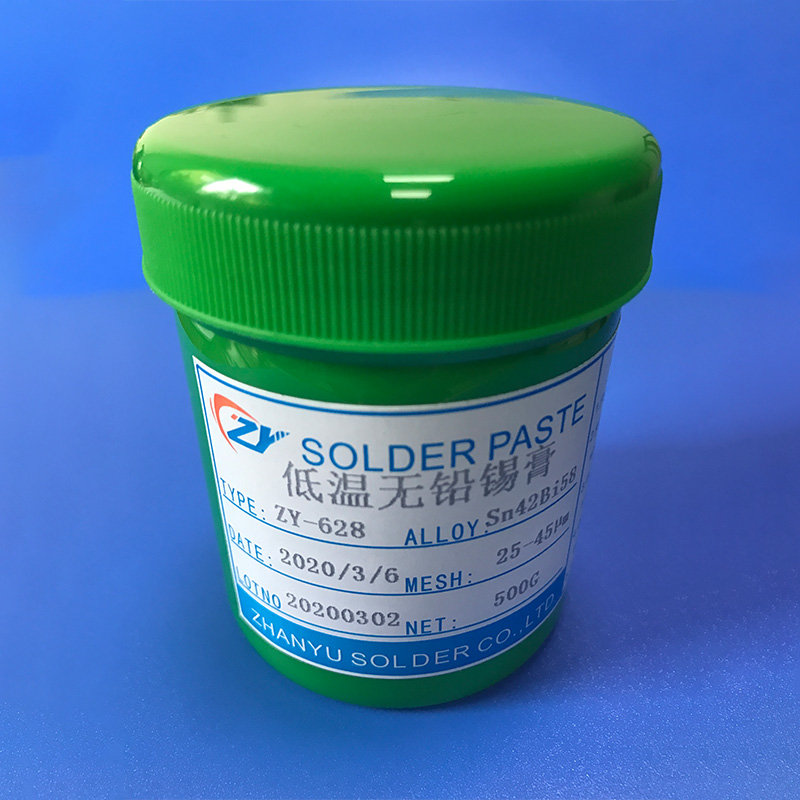 ZY SOLDER PASTE
低温无铅锡膏
TYPE: ZY-628 ALLOY: Sn42Bi58
DATE: 2020/3/6 MESH: 25-45μm
LOTNO 20200302 NET: 500G
ZHANYU SOLDER CO.,LTD.